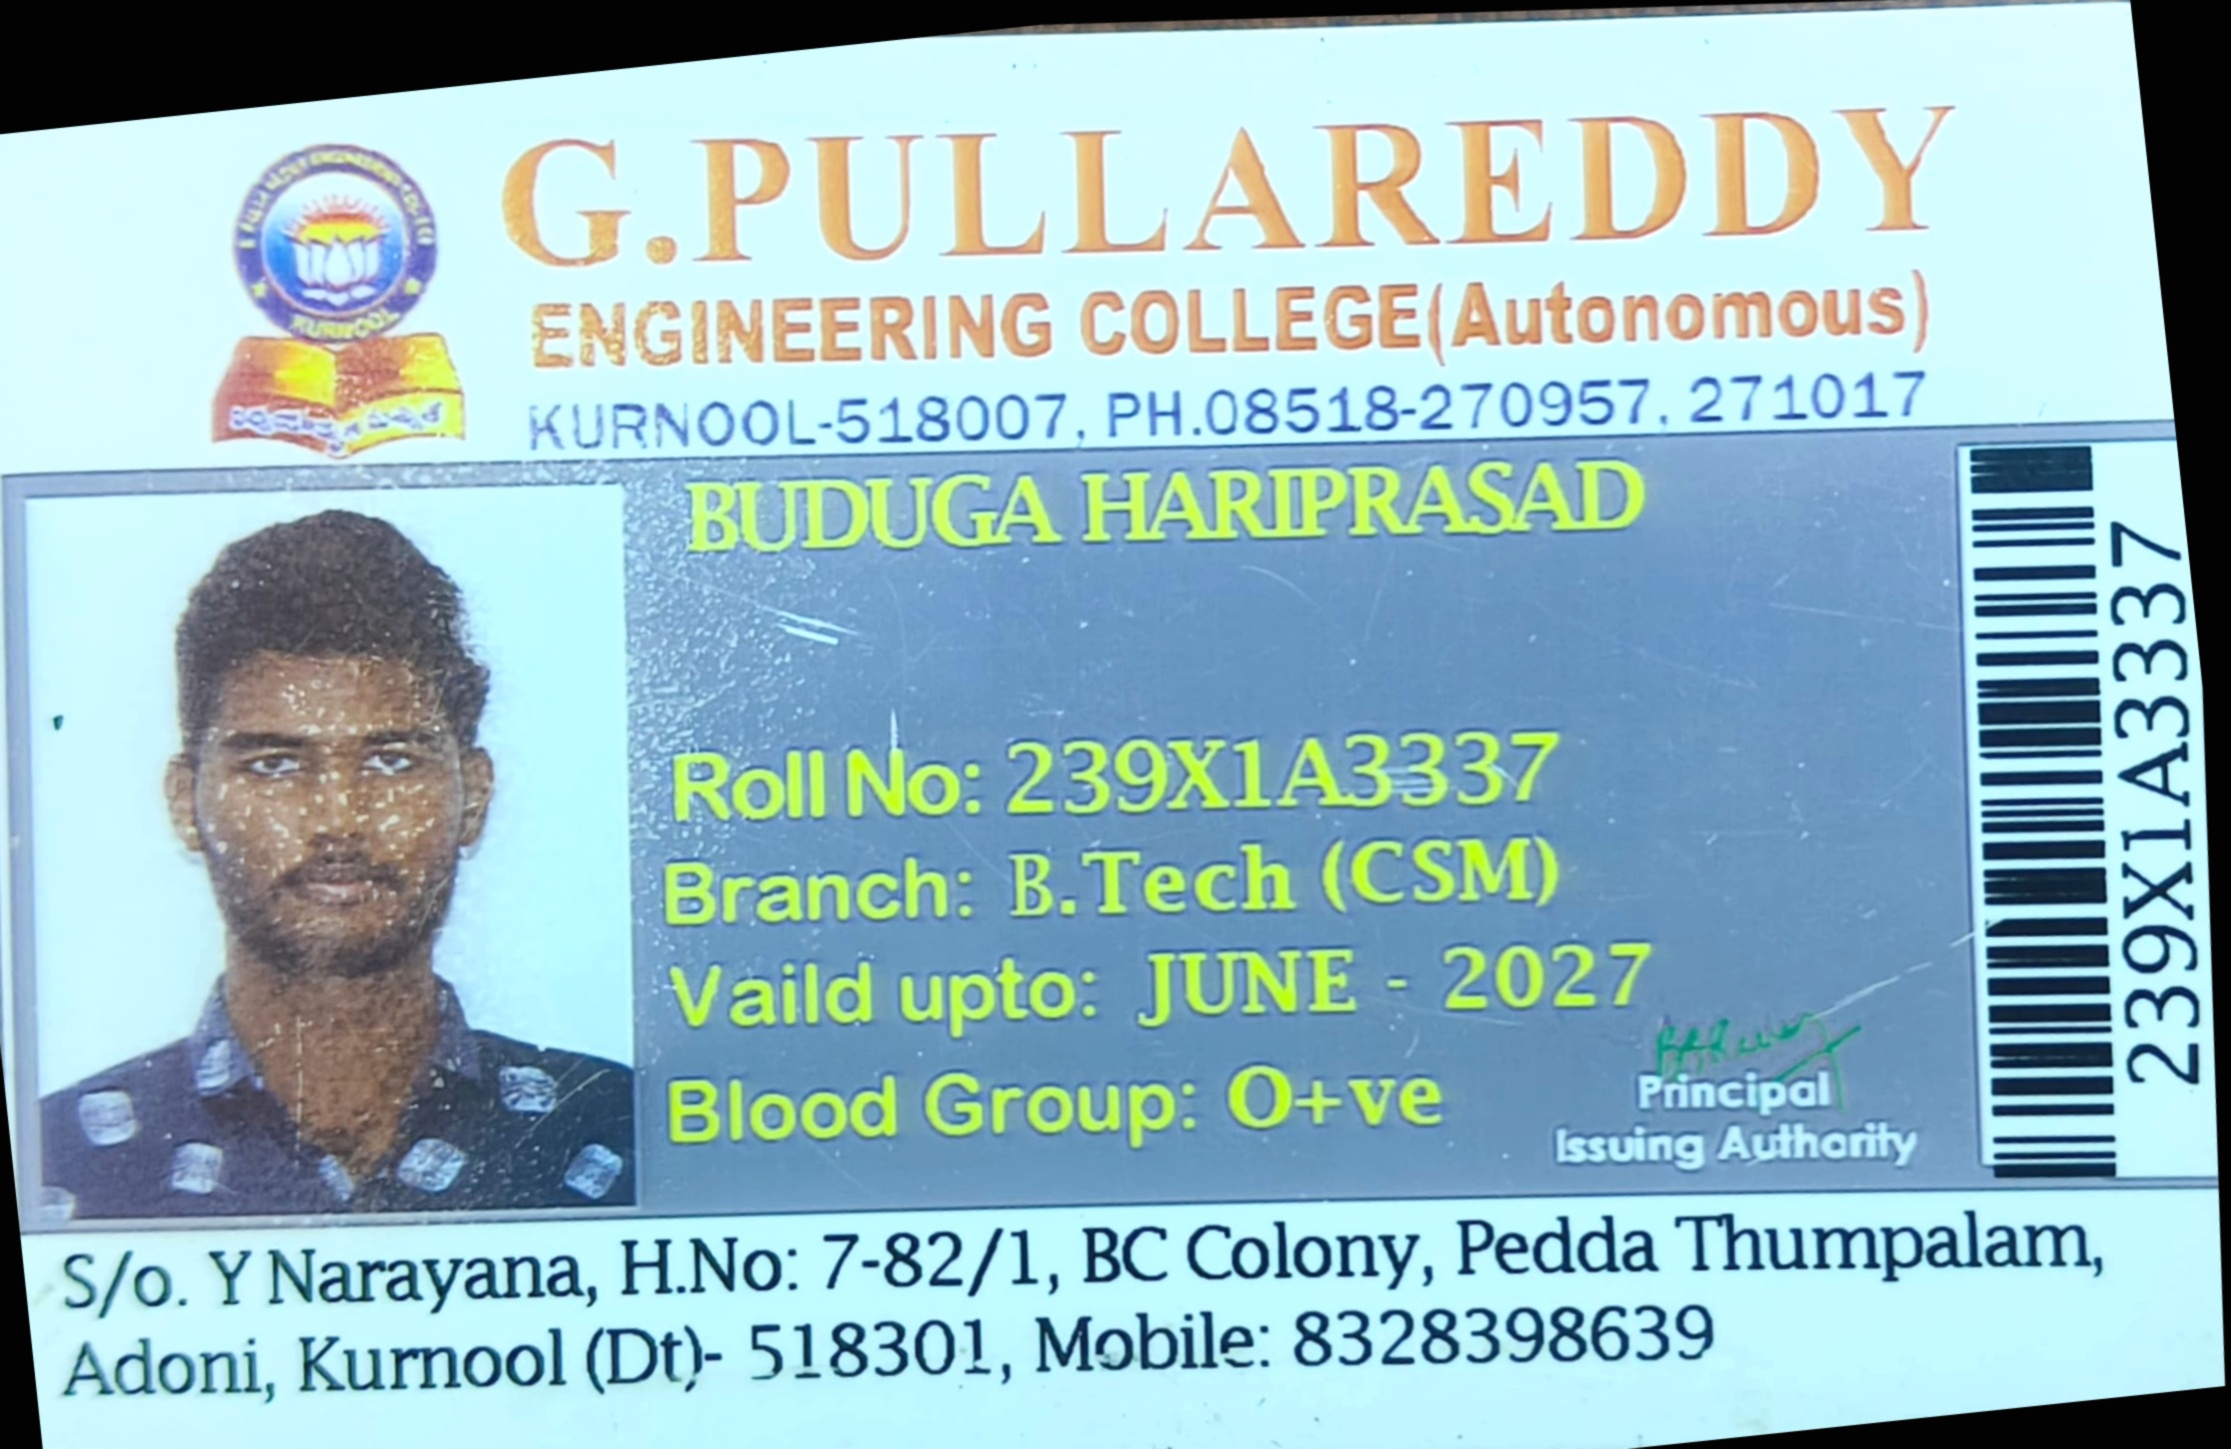 G.PULLAREDDY
ENGINEERING COLLEGE(Autonomous)
KURNOOL-518007, PH.08518-270957, 271017
KURNOOL
BUDUGA HARIPRASAD
Roll No: 239X1A3337
Branch: B.Tech (CSM)
Vaild upto: JUNE - 2027
Blood Group: O+ve
Principal
Issuing Authority
239X1A3337
S/o. Y Narayana, H.No: 7-82/1, BC Colony, Pedda Thumpalam,
Adoni, Kurnool (Dt)- 518301, Mobile: 8328398639